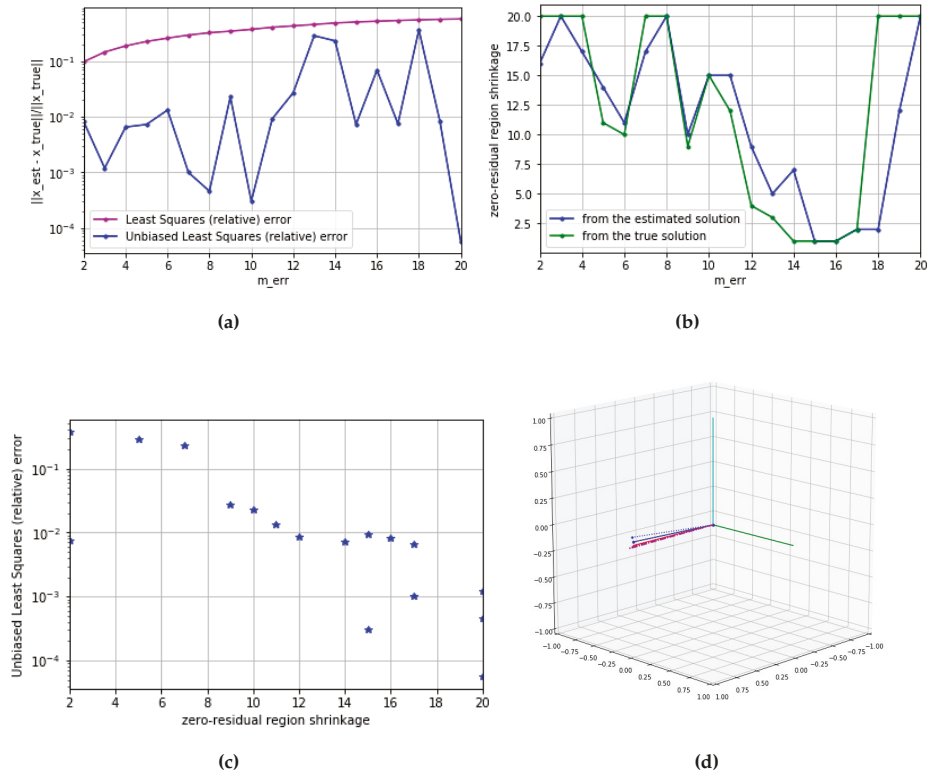 ||x_est - x_true||/||x_true||
10⁻¹
10⁻²
10⁻³
10⁻⁴
Least Squares (relative) error
Unbiased Least Squares (relative) error
2 4 6 8 10 12 14 16 18 20
m_err
(a)
zero-residual region shrinkage
20.0
17.5
15.0
12.5
10.0
7.5
5.0
2.5
from the estimated solution
from the true solution
2 4 6 8 10 12 14 16 18 20
m_err
(b)
Unbiased Least Squares (relative) error
10⁻¹
10⁻²
10⁻³
10⁻⁴
2 4 6 8 10 12 14 16 18 20
zero-residual region shrinkage
(c)
1.00
0.75
0.50
0.25
0.00
−0.25
−0.50
−0.75
−1.00
−1.00 −0.75 −0.50 −0.25 0.00 0.25 0.50 0.75 1.00
1.00 0.75 0.50 0.25 0.00 −0.25 −0.50 −0.75 −1.00
(d)